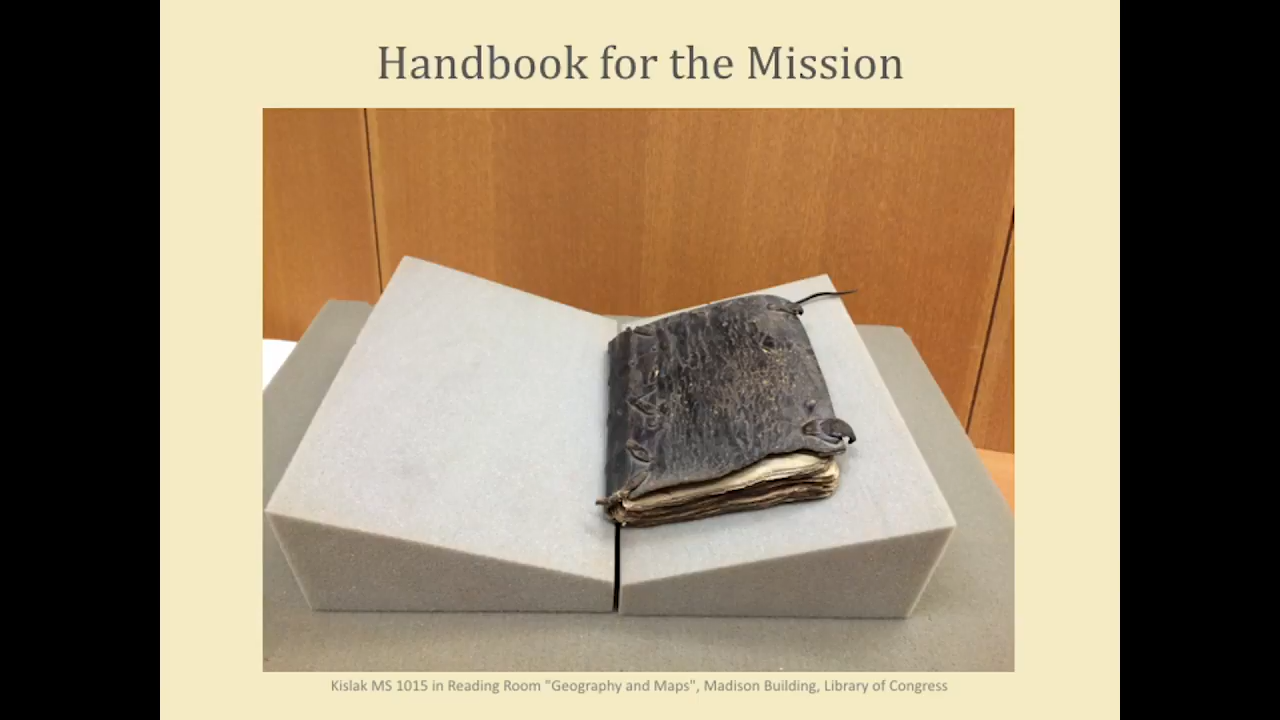 Handbook for the Mission
Kislak MS 1015 in Reading Room "Geography and Maps", Madison Building, Library of Congress